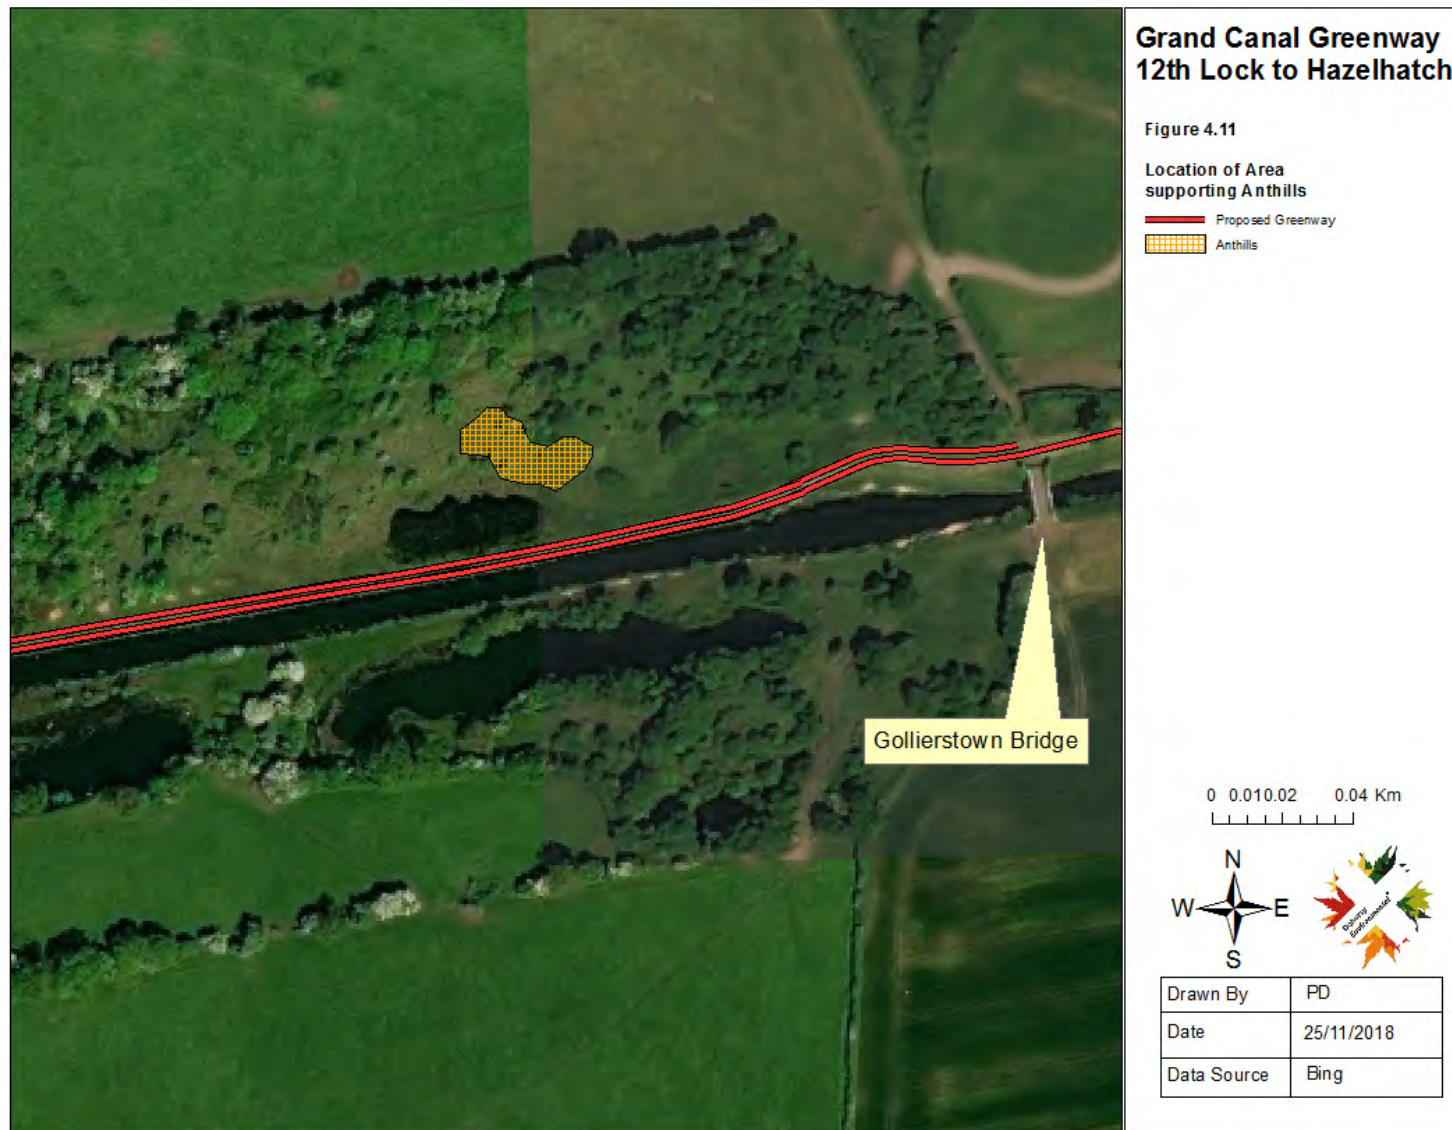 Grand Canal Greenway
12th Lock to Hazelhatch
Figure 4.11
Location of Area
supporting Anthills
Proposed Greenway
Anthills
Gollierstown Bridge
0 0.01 0.02 0.04 Km
N
W E
S
Doherty
Environmental
Drawn By PD
Date 25/11/2018
Data Source Bing